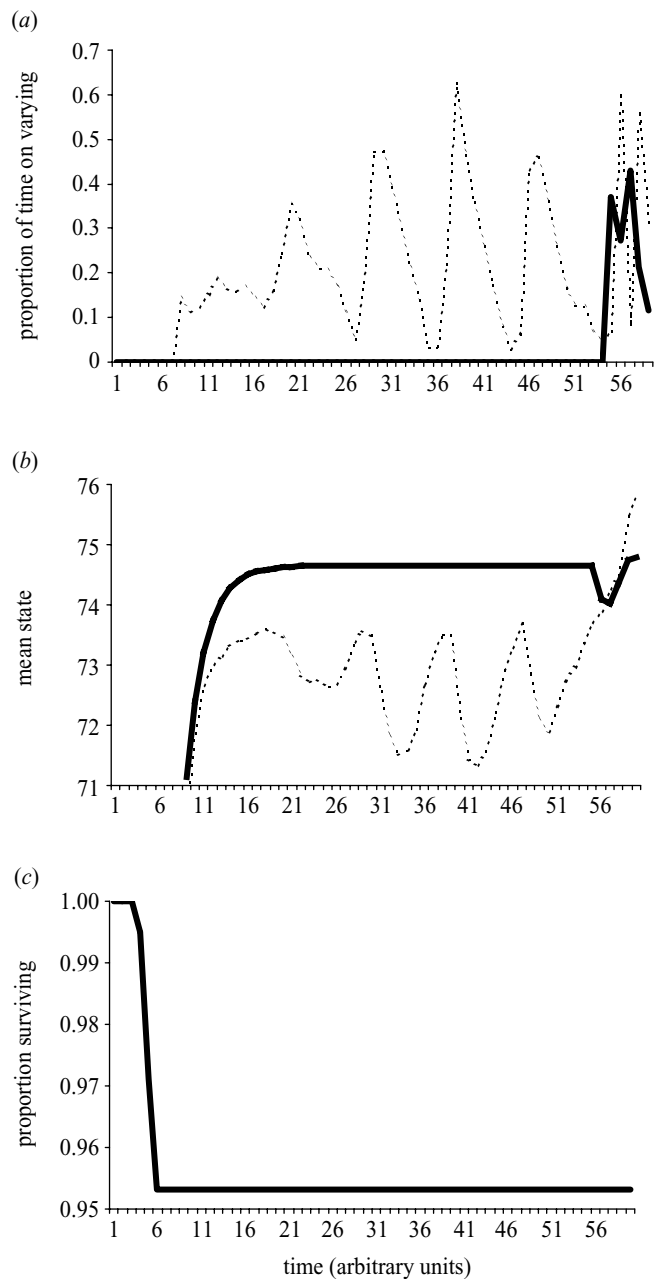 (a)
proportion of time on varying
0.7
0.6
0.5
0.4
0.3
0.2
0.1
0
1 6 11 16 21 26 31 36 41 46 51 56
(b)
mean state
76
75
74
73
72
71
1 6 11 16 21 26 31 36 41 46 51 56
(c)
proportion surviving
1.00
0.99
0.98
0.97
0.96
0.95
1 6 11 16 21 26 31 36 41 46 51 56
time (arbitrary units)